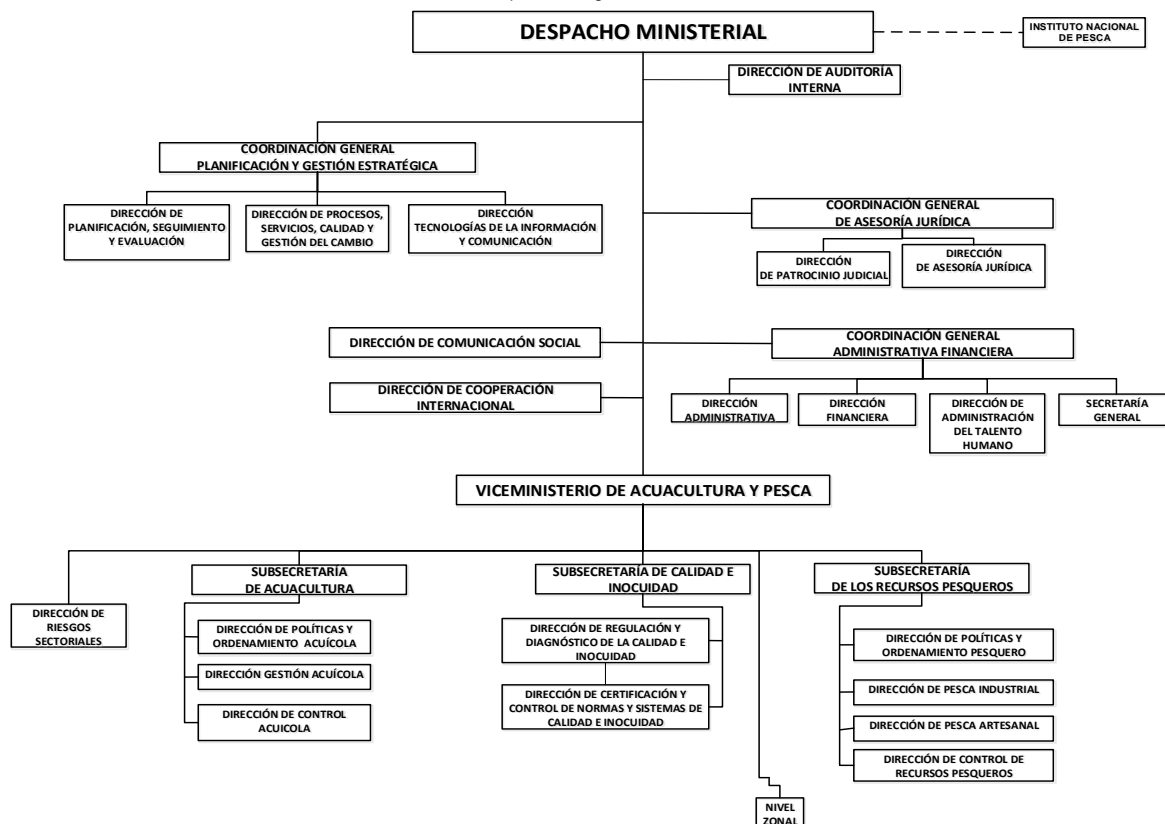 DESPACHO MINISTERIAL
INSTITUTO NACIONAL
DE PESCA
DIRECCIÓN DE AUDITORÍA
INTERNA
COORDINACIÓN GENERAL
PLANIFICACIÓN Y GESTIÓN ESTRATÉGICA
DIRECCIÓN DE
PLANIFICACIÓN, SEGUIMIENTO
Y EVALUACIÓN
DIRECCIÓN DE PROCESOS,
SERVICIOS, CALIDAD Y
GESTIÓN DEL CAMBIO
DIRECCIÓN
TECNOLOGÍAS DE LA INFORMACIÓN
Y COMUNICACIÓN
COORDINACIÓN GENERAL
DE ASESORÍA JURÍDICA
DIRECCIÓN
DE PATROCINIO JUDICIAL
DIRECCIÓN
DE ASESORÍA JURÍDICA
DIRECCIÓN DE COMUNICACIÓN SOCIAL
COORDINACIÓN GENERAL
ADMINISTRATIVA FINANCIERA
DIRECCIÓN DE COOPERACIÓN
INTERNACIONAL
DIRECCIÓN
ADMINISTRATIVA
DIRECCIÓN
FINANCIERA
DIRECCIÓN DE
ADMINISTRACIÓN
DEL TALENTO
HUMANO
SECRETARÍA
GENERAL
VICEMINISTERIO DE ACUACULTURA Y PESCA
DIRECCIÓN DE
RIESGOS
SECTORIALES
SUBSECRETARÍA
DE ACUACULTURA
DIRECCIÓN DE POLÍTICAS Y
ORDENAMIENTO ACUÍCOLA
DIRECCIÓN GESTIÓN ACUÍCOLA
DIRECCIÓN DE CONTROL
ACUICOLA
SUBSECRETARÍA DE CALIDAD E
INOCUIDAD
DIRECCIÓN DE REGULACIÓN Y
DIAGNÓSTICO DE LA CALIDAD E
INOCUIDAD
DIRECCIÓN DE CERTIFICACIÓN Y
CONTROL DE NORMAS Y SISTEMAS DE
CALIDAD E INOCUIDAD
SUBSECRETARÍA
DE LOS RECURSOS PESQUEROS
DIRECCIÓN DE POLÍTICAS Y
ORDENAMIENTO PESQUERO
DIRECCIÓN DE PESCA INDUSTRIAL
DIRECCIÓN DE PESCA ARTESANAL
DIRECCIÓN DE CONTROL DE
RECURSOS PESQUEROS
NIVEL
ZONAL